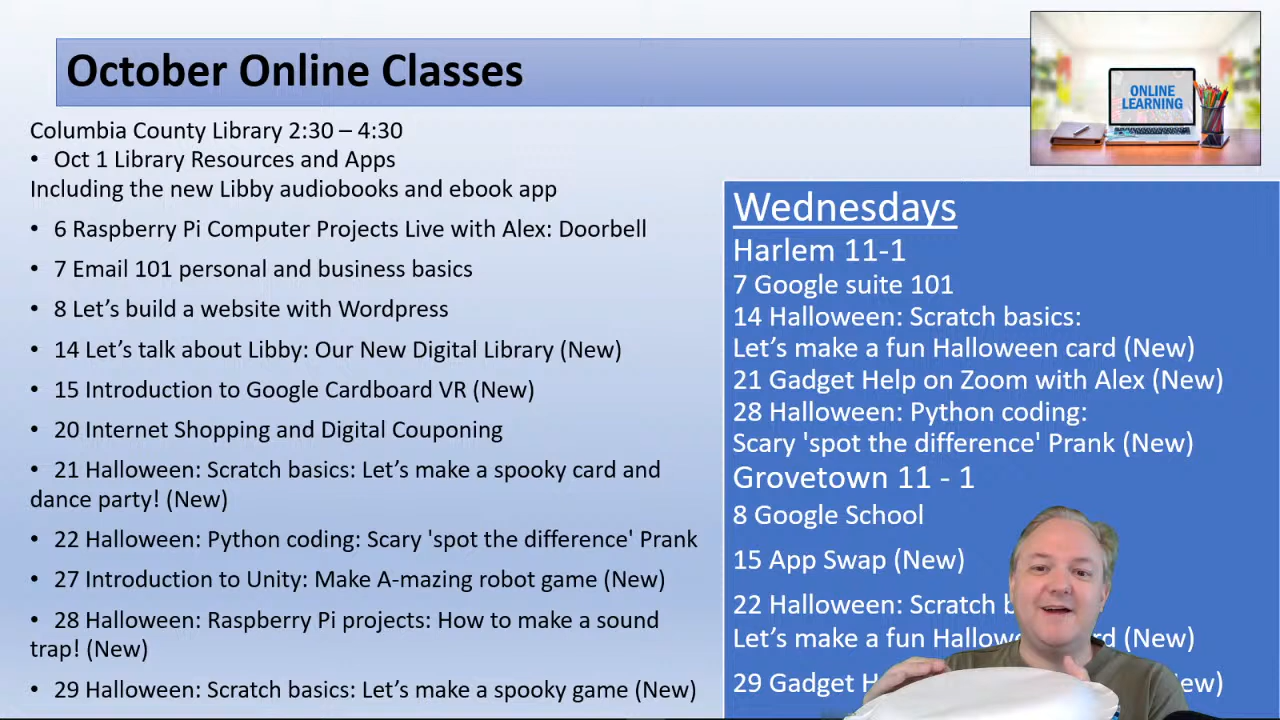 October Online Classes
ONLINE
LEARNING
Columbia County Library 2:30 – 4:30
• Oct 1 Library Resources and Apps
Including the new Libby audiobooks and ebook app
• 6 Raspberry Pi Computer Projects Live with Alex: Doorbell
• 7 Email 101 personal and business basics
• 8 Let’s build a website with Wordpress
• 14 Let’s talk about Libby: Our New Digital Library (New)
• 15 Introduction to Google Cardboard VR (New)
• 20 Internet Shopping and Digital Couponing
• 21 Halloween: Scratch basics: Let’s make a spooky card and
dance party! (New)
• 22 Halloween: Python coding: Scary 'spot the difference' Prank
• 27 Introduction to Unity: Make A-mazing robot game (New)
• 28 Halloween: Raspberry Pi projects: How to make a sound
trap! (New)
• 29 Halloween: Scratch basics: Let’s make a spooky game (New)
Wednesdays
Harlem 11-1
7 Google suite 101
14 Halloween: Scratch basics:
Let’s make a fun Halloween card (New)
21 Gadget Help on Zoom with Alex (New)
28 Halloween: Python coding:
Scary 'spot the difference' Prank (New)
Grovetown 11 - 1
8 Google School
15 App Swap (New)
22 Halloween: Scratch
Let’s make a fun (New)
29 Gadget